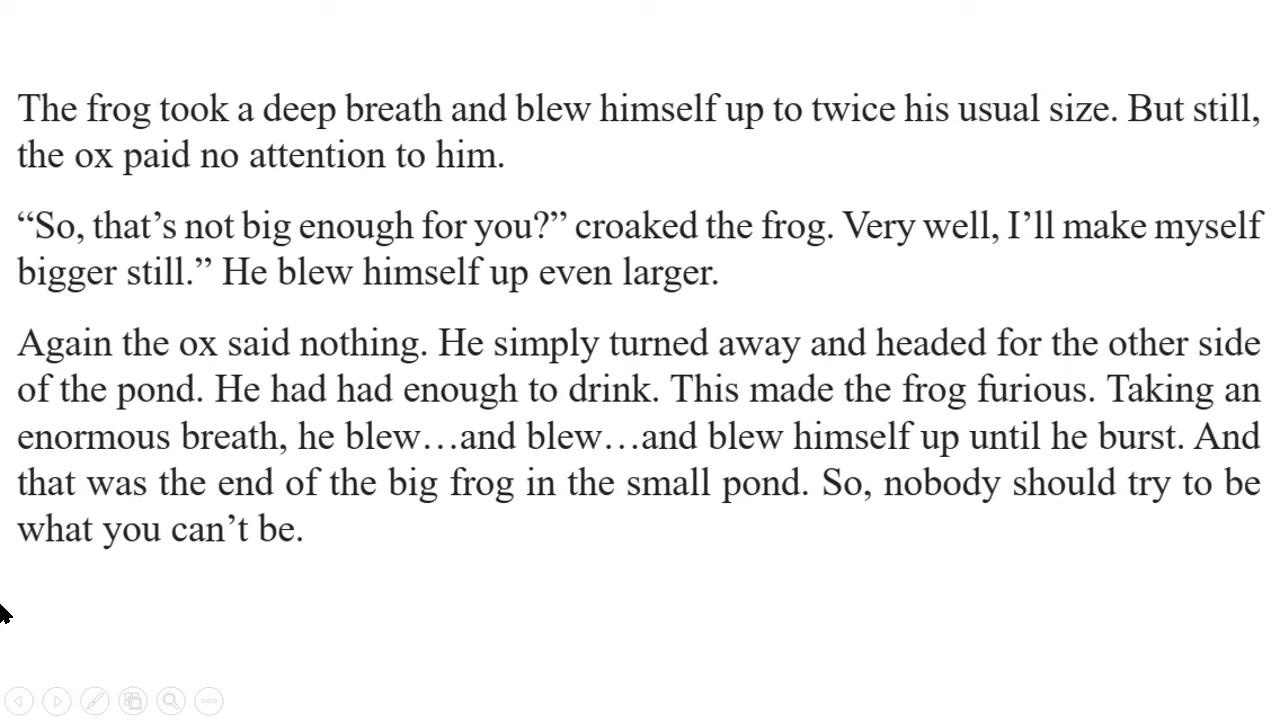 The frog took a deep breath and blew himself up to twice his usual size. But still,
the ox paid no attention to him.
“So, that’s not big enough for you?” croaked the frog. Very well, I’ll make myself
bigger still.” He blew himself up even larger.
Again the ox said nothing. He simply turned away and headed for the other side
of the pond. He had had enough to drink. This made the frog furious. Taking an
enormous breath, he blew…and blew…and blew himself up until he burst. And
that was the end of the big frog in the small pond. So, nobody should try to be
what you can’t be.